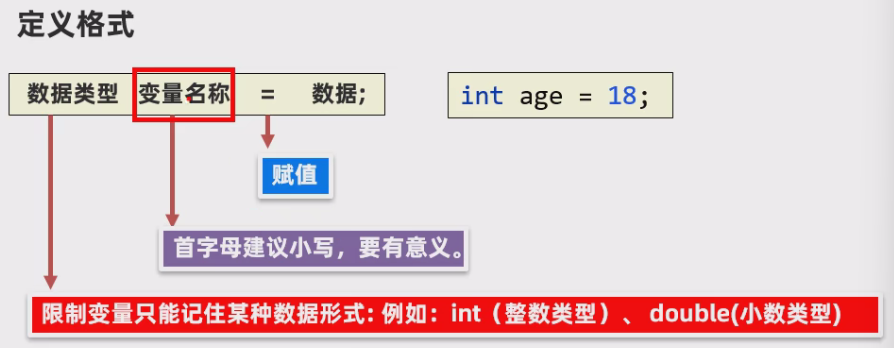 定义格式
数据类型 变量名称 = 数据;
int age = 18;
赋值
首字母建议小写，要有意义。
限制变量只能记住某种数据形式: 例如：int（整数类型）、double(小数类型)